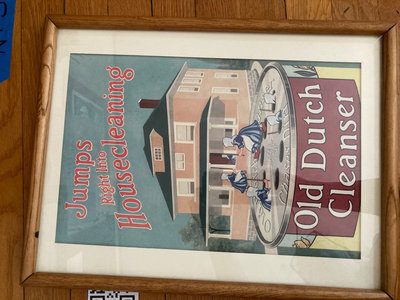 Jumps
Right Into
Housecleaning
Old Dutch
Cleanser